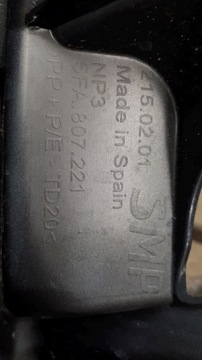 215.02.01
Made in Spain
NP3
5FA.807.221
PP+P/E-TD20<
SMP